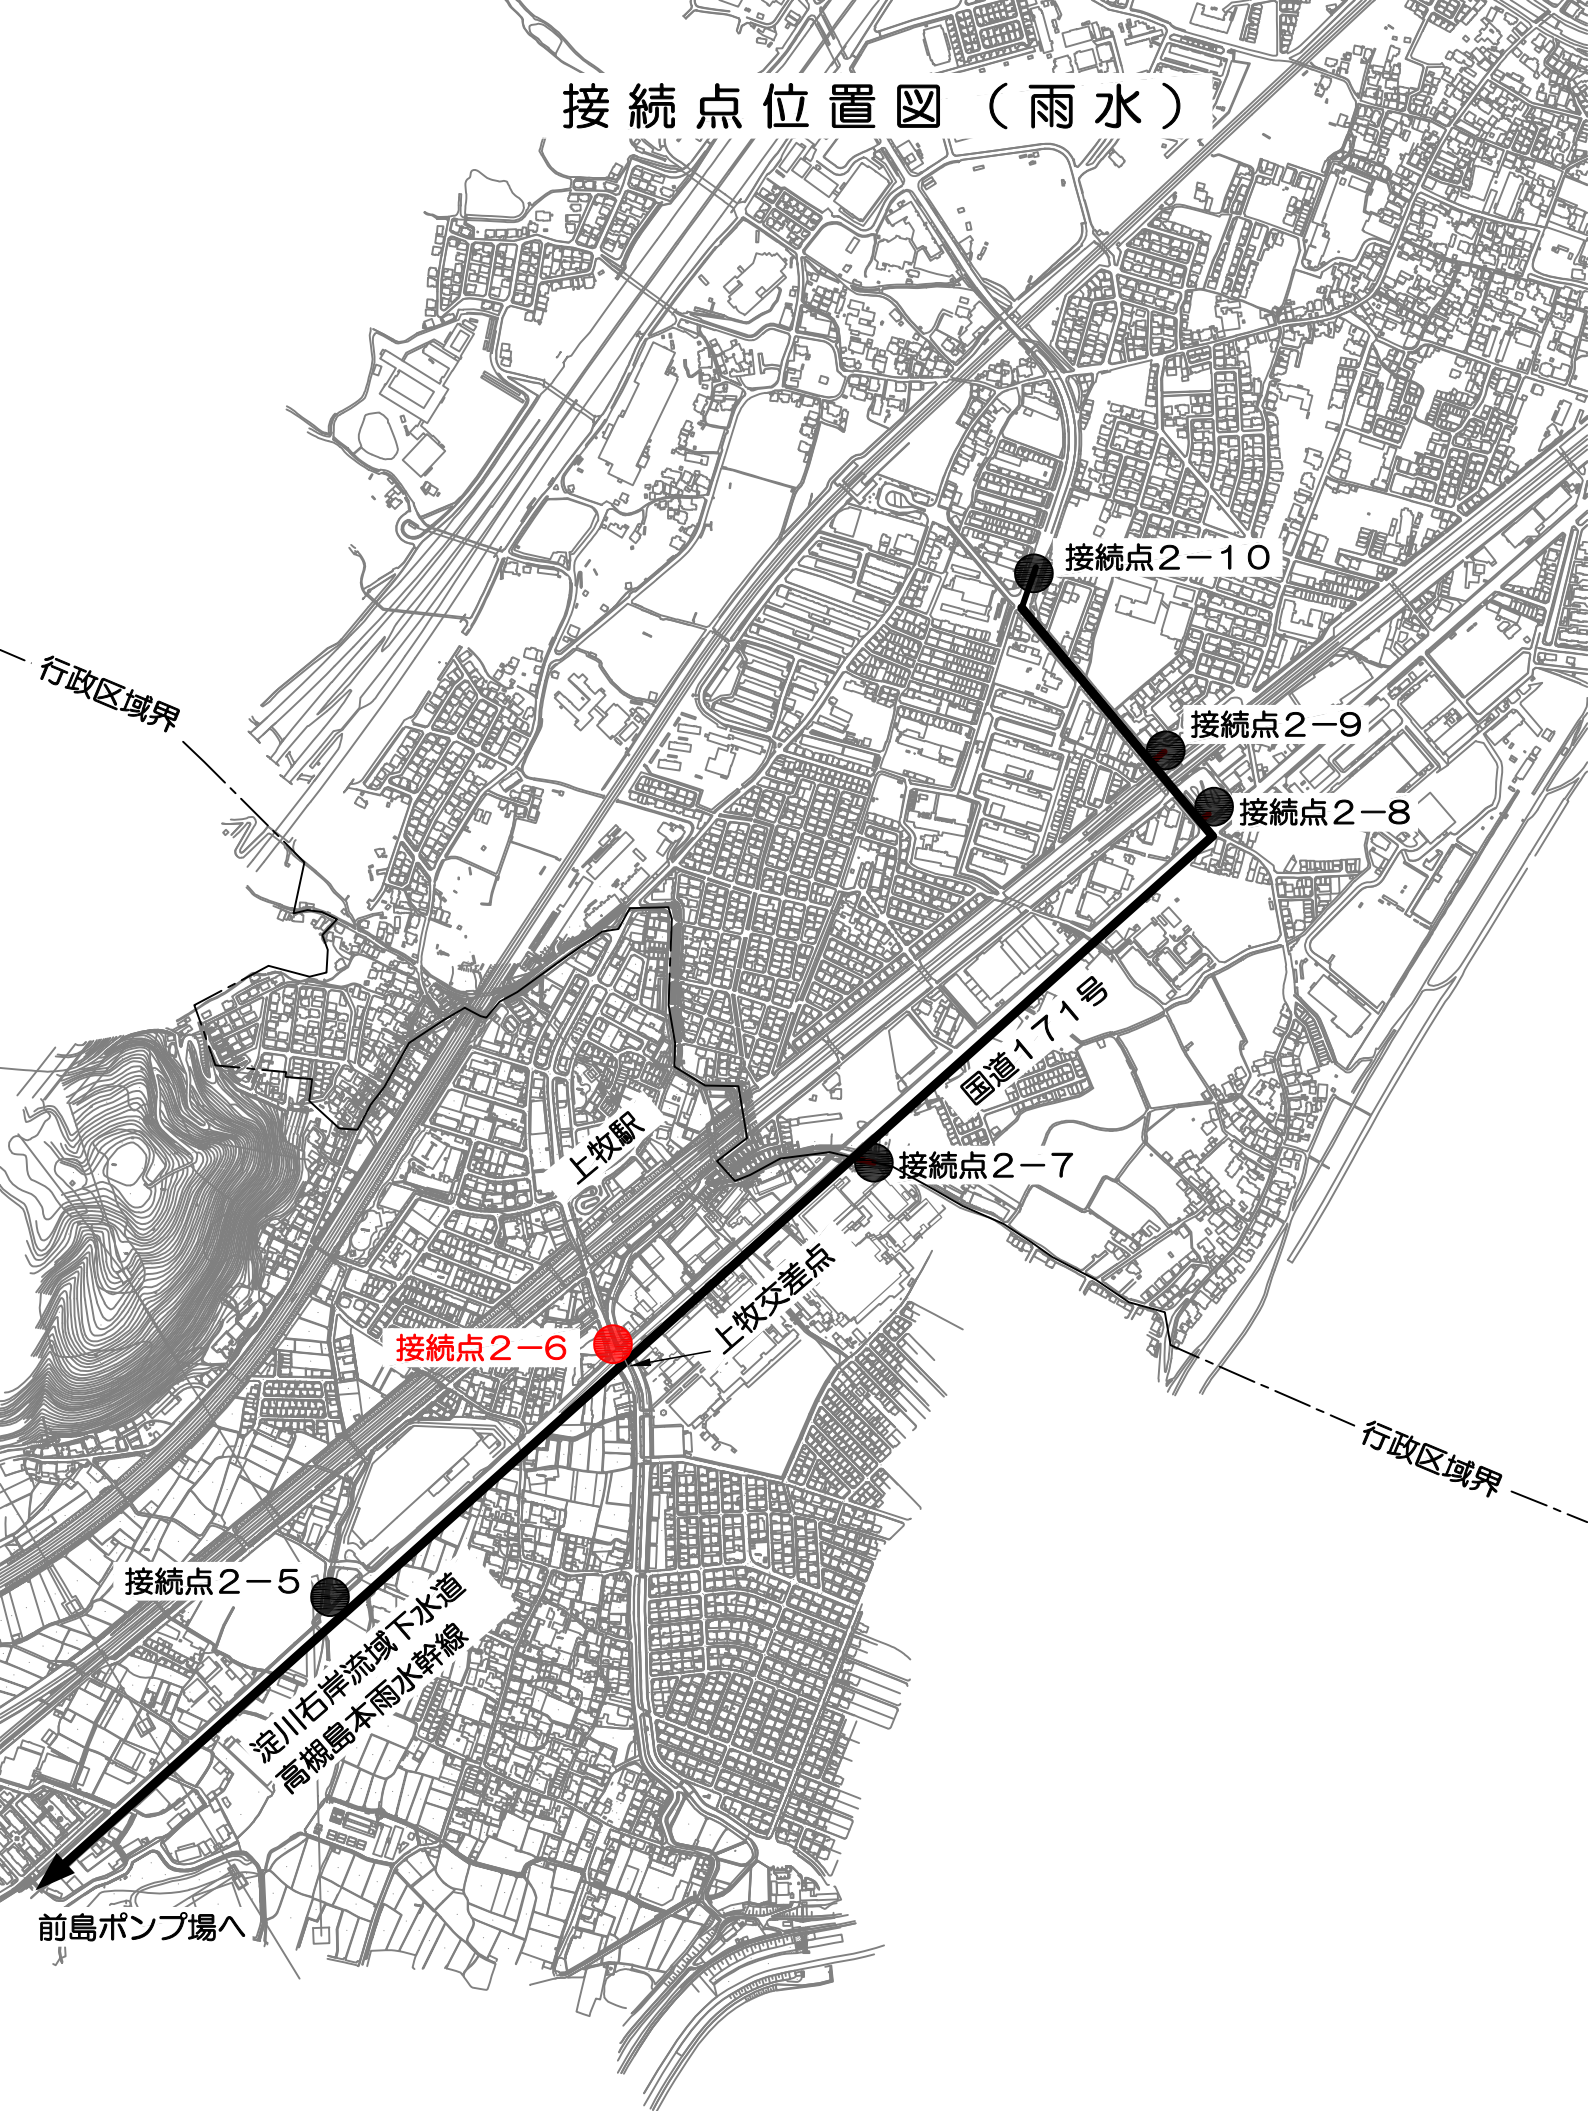 接続点位置図（雨水）
接続点２－１０
行政区域界
接続点２－９
接続点２－８
国道１７１号
上牧駅
接続点２－７
上牧交差点
接続点２－６
行政区域界
接続点２－５
淀川右岸流域下水道
高槻島本雨水幹線
前島ポンプ場へ